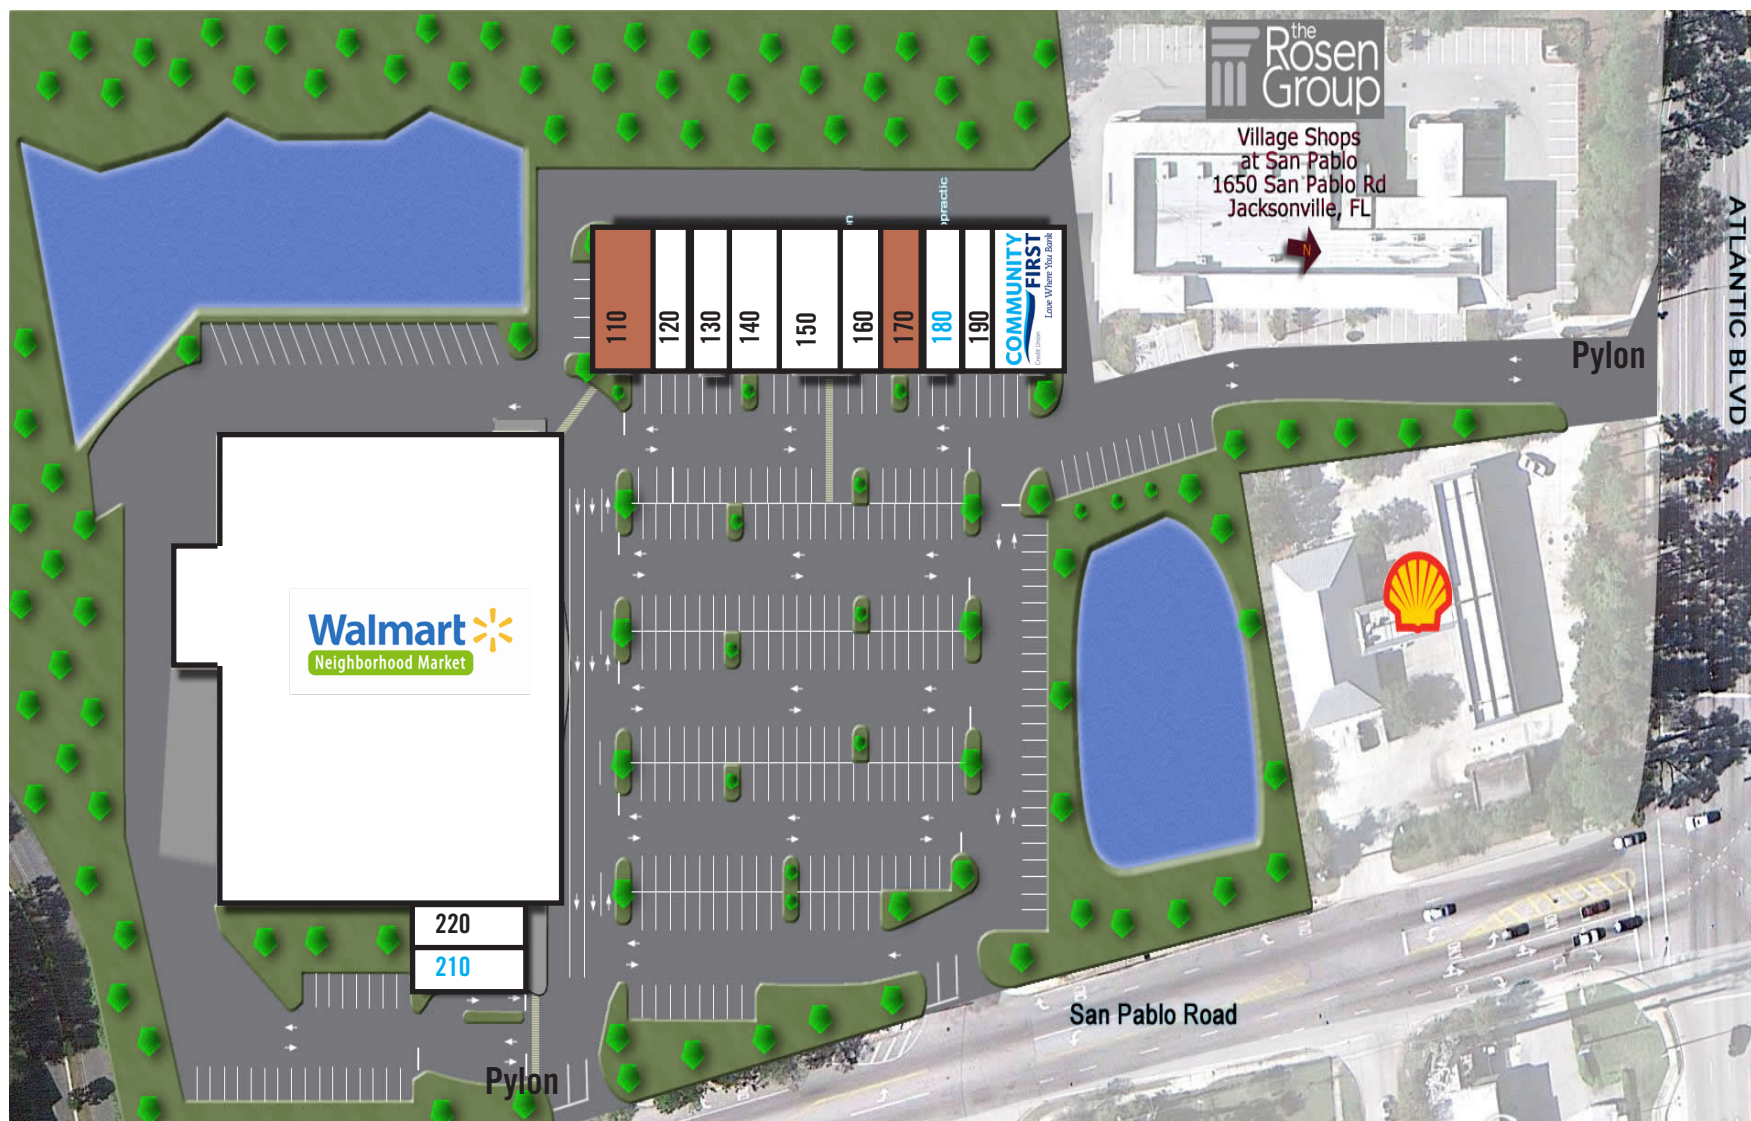 the
Rosen
Group
Village Shops
at San Pablo
1650 San Pablo Rd
Jacksonville, FL
N
ATLANTIC BLVD
Pylon
110
120
130
140
150
160
170
180
190
COMMUNITY
FIRST
Credit Union
Love Where You Bank
Walmart
Neighborhood Market
220
210
San Pablo Road
Pylon